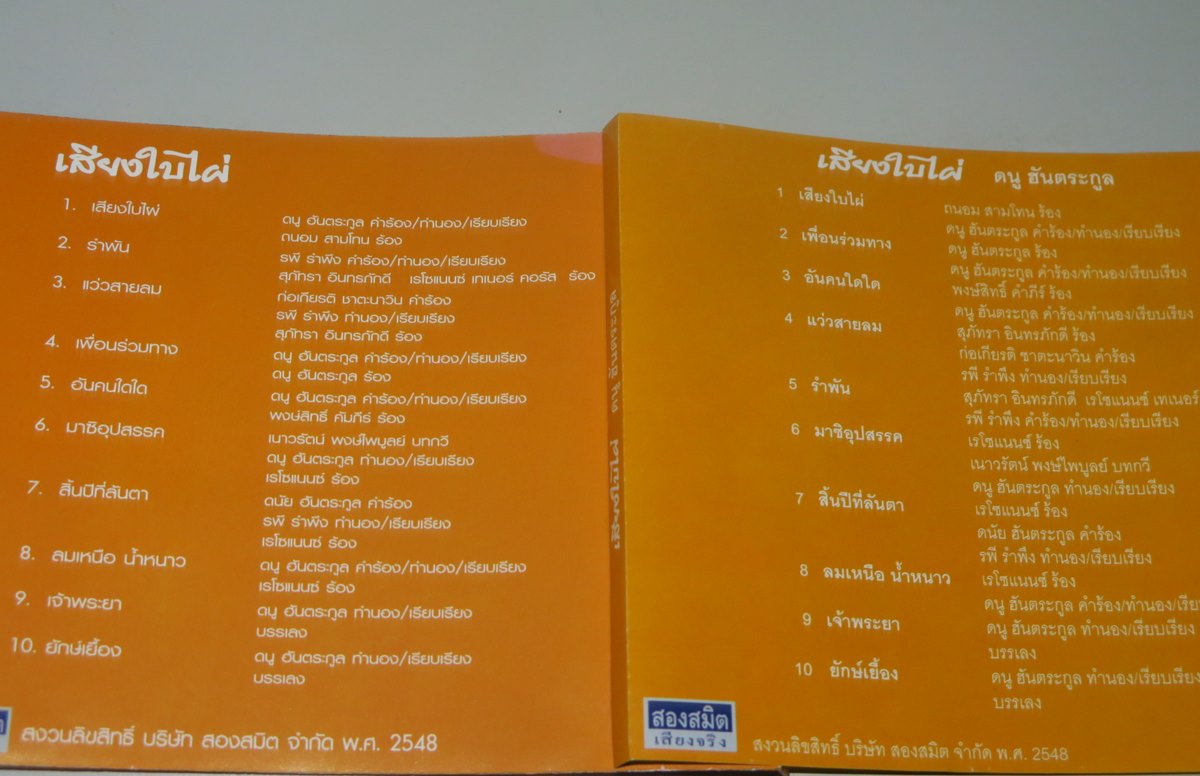 เสียงใบไผ่
1. เสียงใบไผ่
ดนู ฮันตระกูล คำร้อง/ทำนอง/เรียบเรียง
ถนอม สามโทน ร้อง
2. รำพัน
รพี รำพึง คำร้อง/ทำนอง/เรียบเรียง
สุภัทรา อินทรภักดี เรโซแนนซ์ เทเนอร์ คอรัส ร้อง
3. แว่วสายลม
ก่อเกียรติ ชาตะนาวิน คำร้อง
รพี รำพึง ทำนอง/เรียบเรียง
สุภัทรา อินทรภักดี ร้อง
4. เพื่อนร่วมทาง
ดนู ฮันตระกูล คำร้อง/ทำนอง/เรียบเรียง
ดนู ฮันตระกูล ร้อง
5. อันคนใดใด
ดนู ฮันตระกูล คำร้อง/ทำนอง/เรียบเรียง
พงษ์สิทธิ์ คัมภีร์ ร้อง
6. มาซิอุปสรรค
เนาวรัตน์ พงษ์ไพบูลย์ บทกวี
ดนู ฮันตระกูล ทำนอง/เรียบเรียง
เรโซแนนซ์ ร้อง
7. สิ้นปีที่ลันตา
ดนัย ฮันตระกูล คำร้อง
รพี รำพึง ทำนอง/เรียบเรียง
เรโซแนนซ์ ร้อง
8. ลมเหนือ น้ำหนาว
ดนู ฮันตระกูล คำร้อง/ทำนอง/เรียบเรียง
เรโซแนนซ์ ร้อง
9. เจ้าพระยา
ดนู ฮันตระกูล ทำนอง/เรียบเรียง
บรรเลง
10. ยักษ์เยื้อง
ดนู ฮันตระกูล ทำนอง/เรียบเรียง
บรรเลง
สงวนลิขสิทธิ์ บริษัท สองสมิต จำกัด พ.ศ. 2548
เสียงใบไผ่
เสียงใบไผ่ ดนู ฮันตระกูล
1 เสียงใบไผ่
ถนอม สามโทน ร้อง
ดนู ฮันตระกูล คำร้อง/ทำนอง/เรียบเรียง
2 เพื่อนร่วมทาง
ดนู ฮันตระกูล ร้อง
ดนู ฮันตระกูล คำร้อง/ทำนอง/เรียบเรียง
3 อันคนใดใด
พงษ์สิทธิ์ คำภีร์ ร้อง
ดนู ฮันตระกูล คำร้อง/ทำนอง/เรียบเรียง
4 แว่วสายลม
สุภัทรา อินทรภักดี ร้อง
ก่อเกียรติ ชาตะนาวิน คำร้อง
รพี รำพึง ทำนอง/เรียบเรียง
5 รำพัน
สุภัทรา อินทรภักดี เรโซแนนซ์ เทเนอร์
รพี รำพึง คำร้อง/ทำนอง/เรียบเรียง
6 มาซิอุปสรรค
เรโซแนนซ์ ร้อง
เนาวรัตน์ พงษ์ไพบูลย์ บทกวี
ดนู ฮันตระกูล ทำนอง/เรียบเรียง
7 สิ้นปีที่ลันตา
เรโซแนนซ์ ร้อง
ดนัย ฮันตระกูล คำร้อง
รพี รำพึง ทำนอง/เรียบเรียง
8 ลมเหนือ น้ำหนาว
เรโซแนนซ์ ร้อง
ดนู ฮันตระกูล คำร้อง/ทำนอง/เรีย
9 เจ้าพระยา
ดนู ฮันตระกูล ทำนอง/เรียบเรียง
บรรเลง
10 ยักษ์เยื้อง
ดนู ฮันตระกูล ทำนอง/เรียบเรียง
บรรเลง
สองสมิต
เสียงจริง
สงวนลิขสิทธิ์ บริษัท สองสมิต จำกัด พ.ศ. 2548